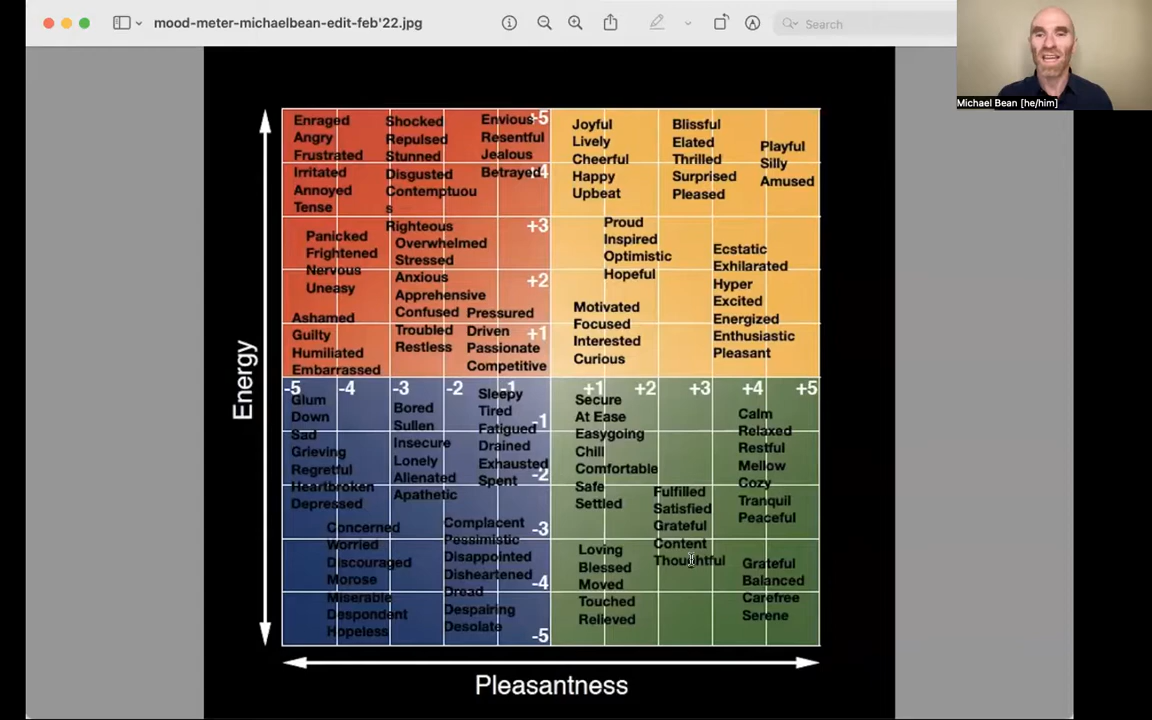 mood-meter-michaelbean-edit-feb'22.jpg
Search
Michael Bean [he/him]
Enraged
Angry
Frustrated
Irritated
Annoyed
Tense
Shocked
Repulsed
Stunned
Disgusted
Contemptuou
s
Righteous
Envious
Resentful
Jealous
Betrayed
+5
+4
+3
+2
+1
Panicked
Frightened
Nervous
Uneasy
Overwhelmed
Stressed
Anxious
Apprehensive
Confused
Troubled
Restless
Ashamed
Guilty
Humiliated
Embarrassed
Pressured
Driven
Passionate
Competitive
Joyful
Lively
Cheerful
Happy
Upbeat
Blissful
Elated
Thrilled
Surprised
Pleased
Playful
Silly
Amused
Proud
Inspired
Optimistic
Hopeful
Ecstatic
Exhilarated
Hyper
Excited
Energized
Enthusiastic
Pleasant
Motivated
Focused
Interested
Curious
Energy
-5 -4 -3 -2 -1 +1 +2 +3 +4 +5
Glum
Down
Sad
Grieving
Regretful
Heartbroken
Depressed
Bored
Sullen
Insecure
Lonely
Alienated
Apathetic
Sleepy
Tired
Fatigued
Drained
Exhausted
Spent
-1
-2
-3
-4
-5
Concerned
Worried
Discouraged
Morose
Miserable
Despondent
Hopeless
Complacent
Pessimistic
Disappointed
Disheartened
Dread
Despairing
Desolate
Secure
At Ease
Easygoing
Chill
Comfortable
Safe
Settled
Fulfilled
Satisfied
Grateful
Content
Thoughtful
Calm
Relaxed
Restful
Mellow
Cozy
Tranquil
Peaceful
Loving
Blessed
Moved
Touched
Relieved
Grateful
Balanced
Carefree
Serene
Pleasantness